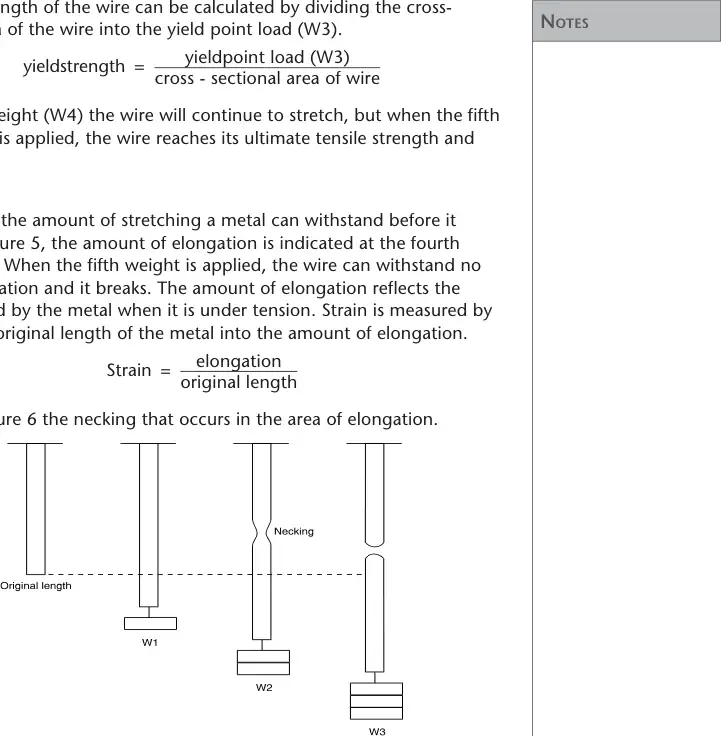 ngth of the wire can be calculated by dividing the cross-
of the wire into the yield point load (W3).
yieldstrength = yieldpoint load (W3)
cross - sectional area of wire
eight (W4) the wire will continue to stretch, but when the fifth
is applied, the wire reaches its ultimate tensile strength and
the amount of stretching a metal can withstand before it
ure 5, the amount of elongation is indicated at the fourth
When the fifth weight is applied, the wire can withstand no
ation and it breaks. The amount of elongation reflects the
d by the metal when it is under tension. Strain is measured by
original length of the metal into the amount of elongation.
Strain = elongation
original length
ure 6 the necking that occurs in the area of elongation.
Necking
Original length
W1
W2
W3
NOTES